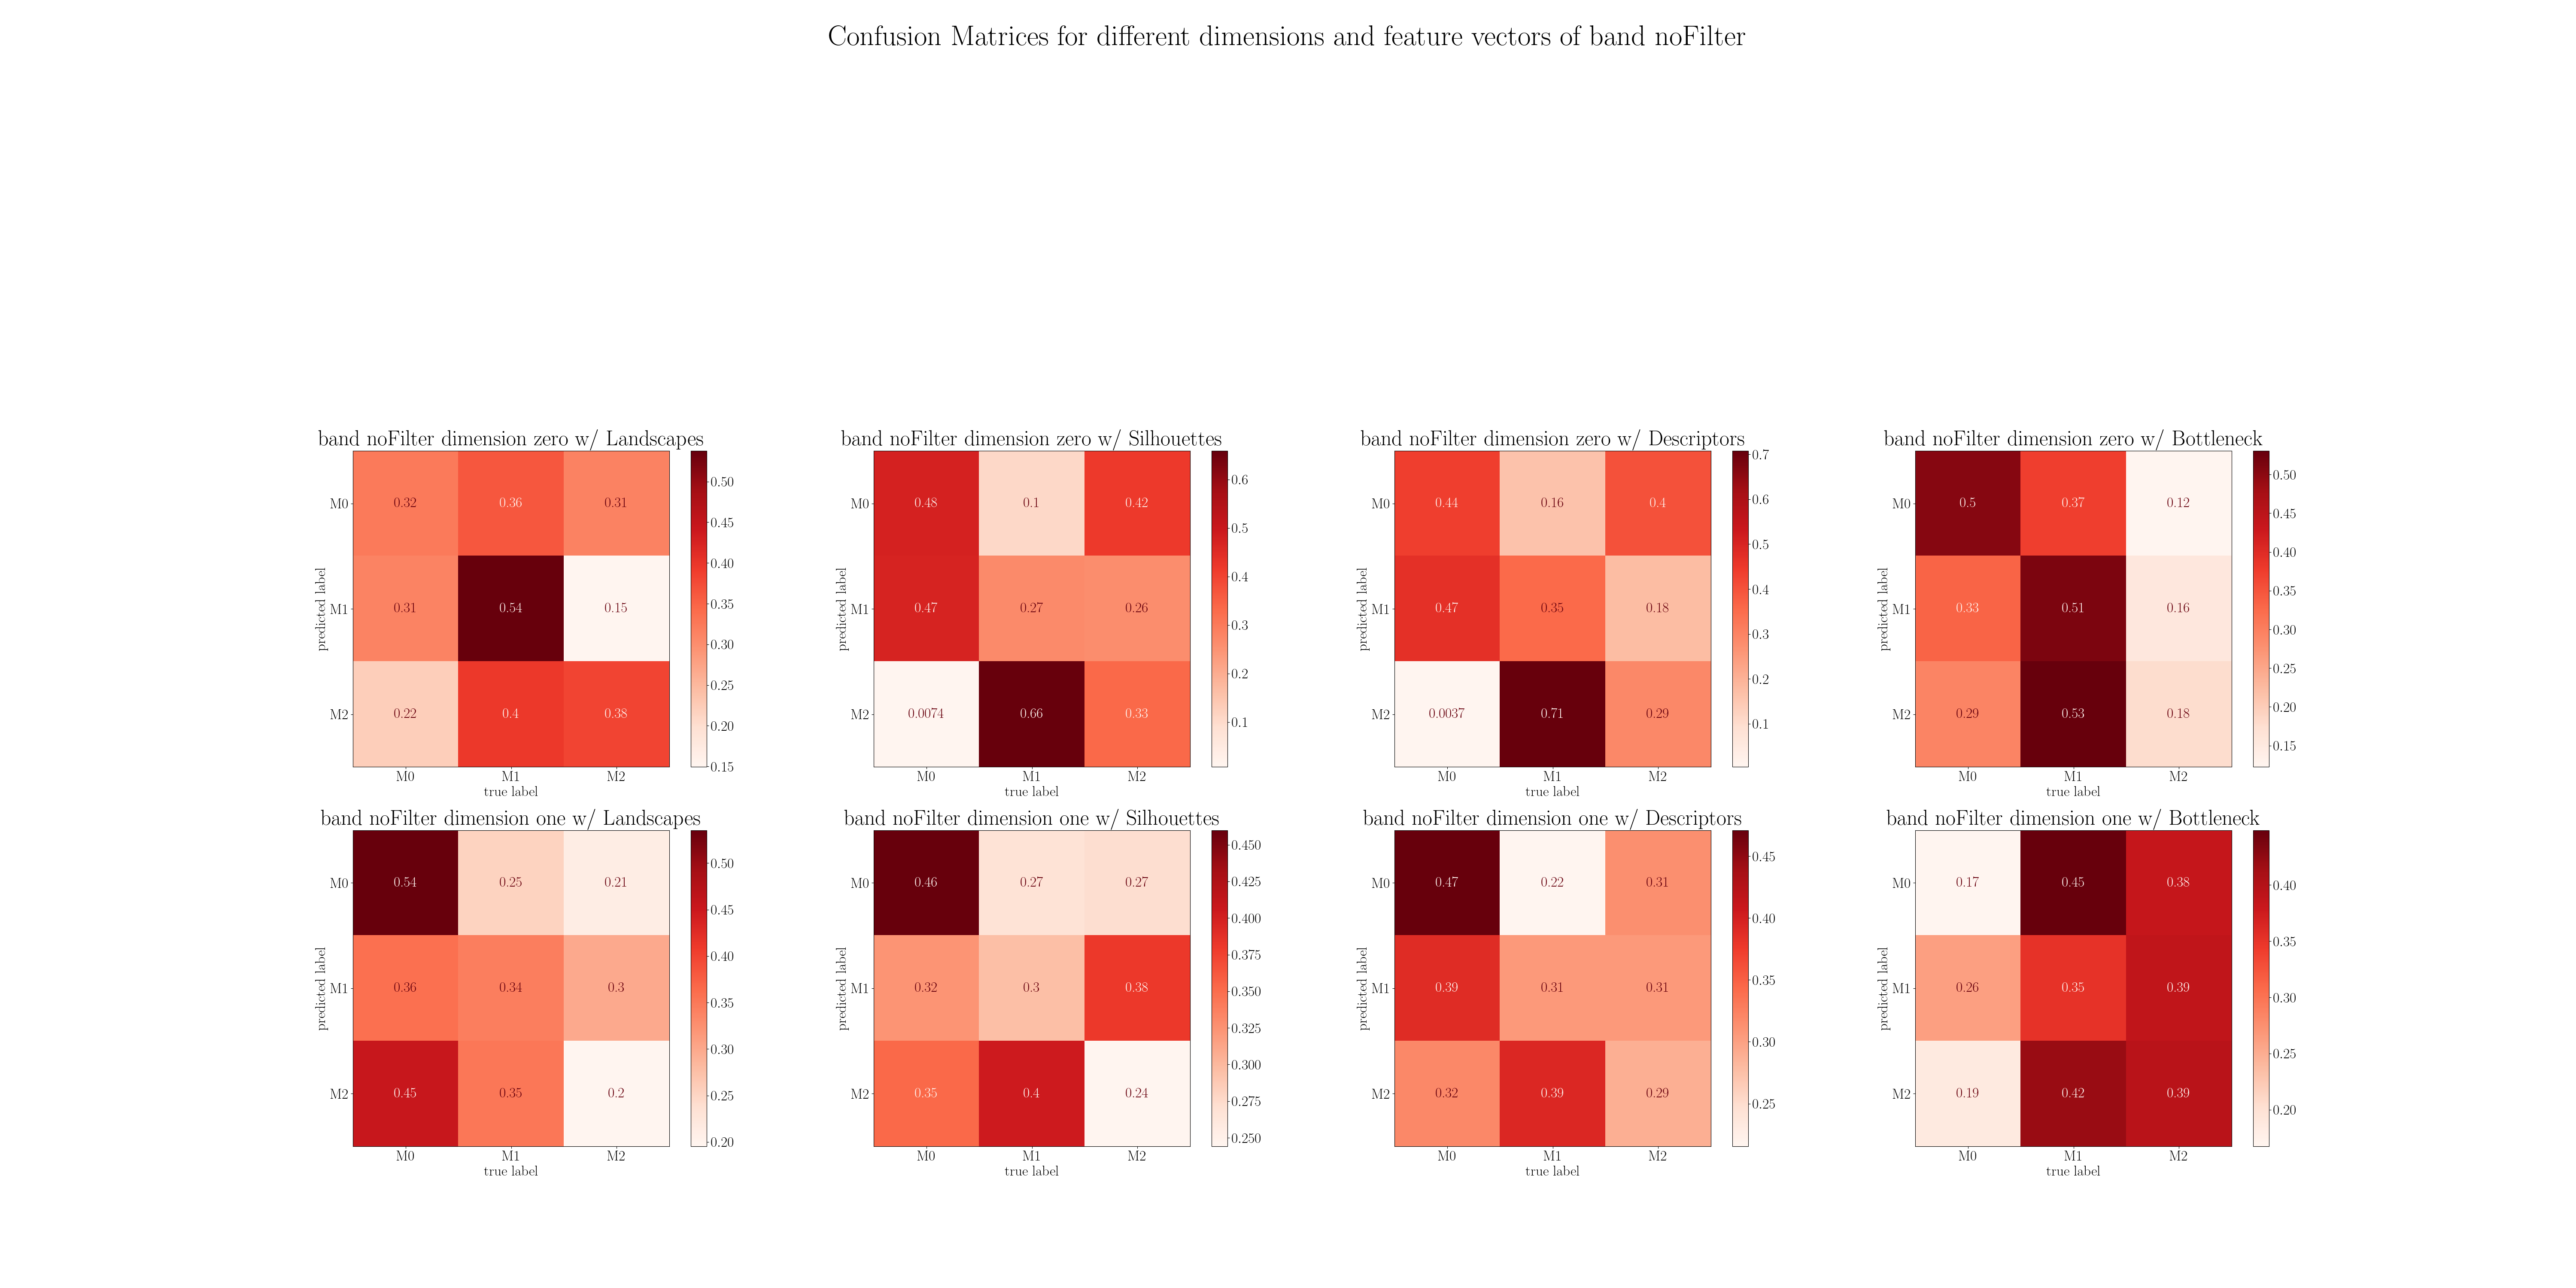 Confusion Matrices for different dimensions and feature vectors of band noFilter
band noFilter dimension zero w/ Landscapes
predicted label
M0 0.32 0.36 0.31
M1 0.31 0.54 0.15
M2 0.22 0.4 0.38
M0 M1 M2
true label
0.50
0.45
0.40
0.35
0.30
0.25
0.20
0.15
band noFilter dimension zero w/ Silhouettes
predicted label
M0 0.48 0.1 0.42
M1 0.47 0.27 0.26
M2 0.0074 0.66 0.33
M0 M1 M2
true label
0.6
0.5
0.4
0.3
0.2
0.1
band noFilter dimension zero w/ Descriptors
predicted label
M0 0.44 0.16 0.4
M1 0.47 0.35 0.18
M2 0.0037 0.71 0.29
M0 M1 M2
true label
0.7
0.6
0.5
0.4
0.3
0.2
0.1
band noFilter dimension zero w/ Bottleneck
predicted label
M0 0.5 0.37 0.12
M1 0.33 0.51 0.16
M2 0.29 0.53 0.18
M0 M1 M2
true label
0.50
0.45
0.40
0.35
0.30
0.25
0.20
0.15
band noFilter dimension one w/ Landscapes
predicted label
M0 0.54 0.25 0.21
M1 0.36 0.34 0.3
M2 0.45 0.35 0.2
M0 M1 M2
true label
0.50
0.45
0.40
0.35
0.30
0.25
0.20
band noFilter dimension one w/ Silhouettes
predicted label
M0 0.46 0.27 0.27
M1 0.32 0.3 0.38
M2 0.35 0.4 0.24
M0 M1 M2
true label
0.450
0.425
0.400
0.375
0.350
0.325
0.300
0.275
0.250
band noFilter dimension one w/ Descriptors
predicted label
M0 0.47 0.22 0.31
M1 0.39 0.31 0.31
M2 0.32 0.39 0.29
M0 M1 M2
true label
0.45
0.40
0.35
0.30
0.25
band noFilter dimension one w/ Bottleneck
predicted label
M0 0.17 0.45 0.38
M1 0.26 0.35 0.39
M2 0.19 0.42 0.39
M0 M1 M2
true label
0.40
0.35
0.30
0.25
0.20